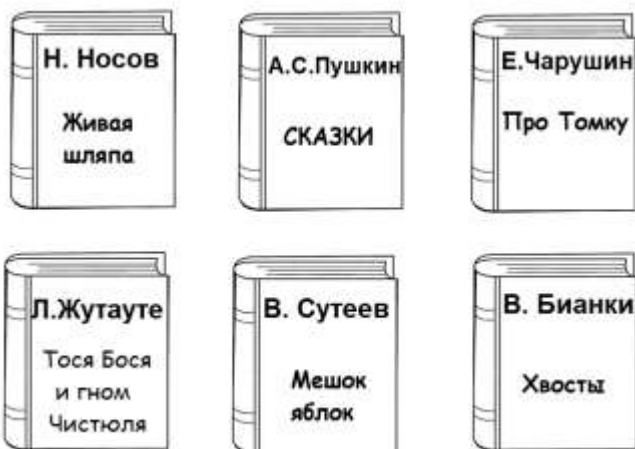 Н. Носов
Живая
шляпа
А.С.Пушкин
СКАЗКИ
Е.Чарушин
Про Томку
Л.Жутауте
Тося Бося
и гном
Чистюля
В. Сутеев
Мешок
яблок
В. Бианки
Хвосты